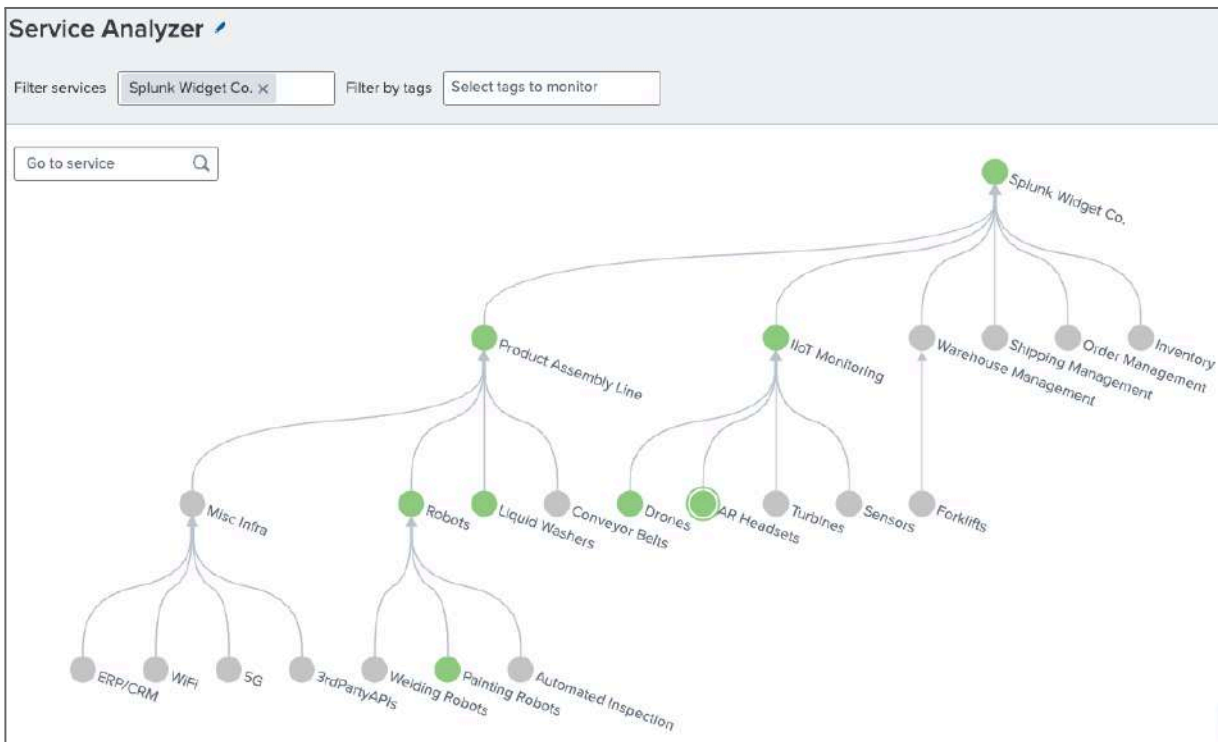 Service Analyzer
Filter services
Splunk Widget Co. ×
Filter by tags
Select tags to monitor
Go to service
Splunk Widget Co.
Product Assembly Line
IIoT Monitoring
Warehouse Management
Shipping Management
Order Management
Inventory
Misc Infra
Robots
Liquid Washers
Conveyor Belts
Drones
AR Headsets
Turbines
Sensors
Forklifts
ERP/CRM
WiFi
5G
3rdPartyAPIs
Welding Robots
Painting Robots
Automated Inspection